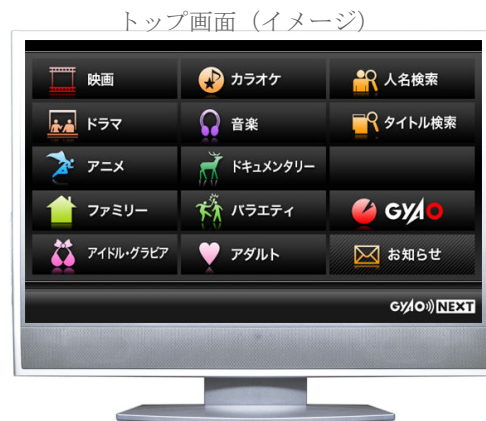 トップ画面（イメージ）
映画 カラオケ 人名検索
ドラマ 音楽 タイトル検索
アニメ ドキュメンタリー
ファミリー バラエティ GYAO
アイドル・グラビア アダルト お知らせ
GYAO NEXT